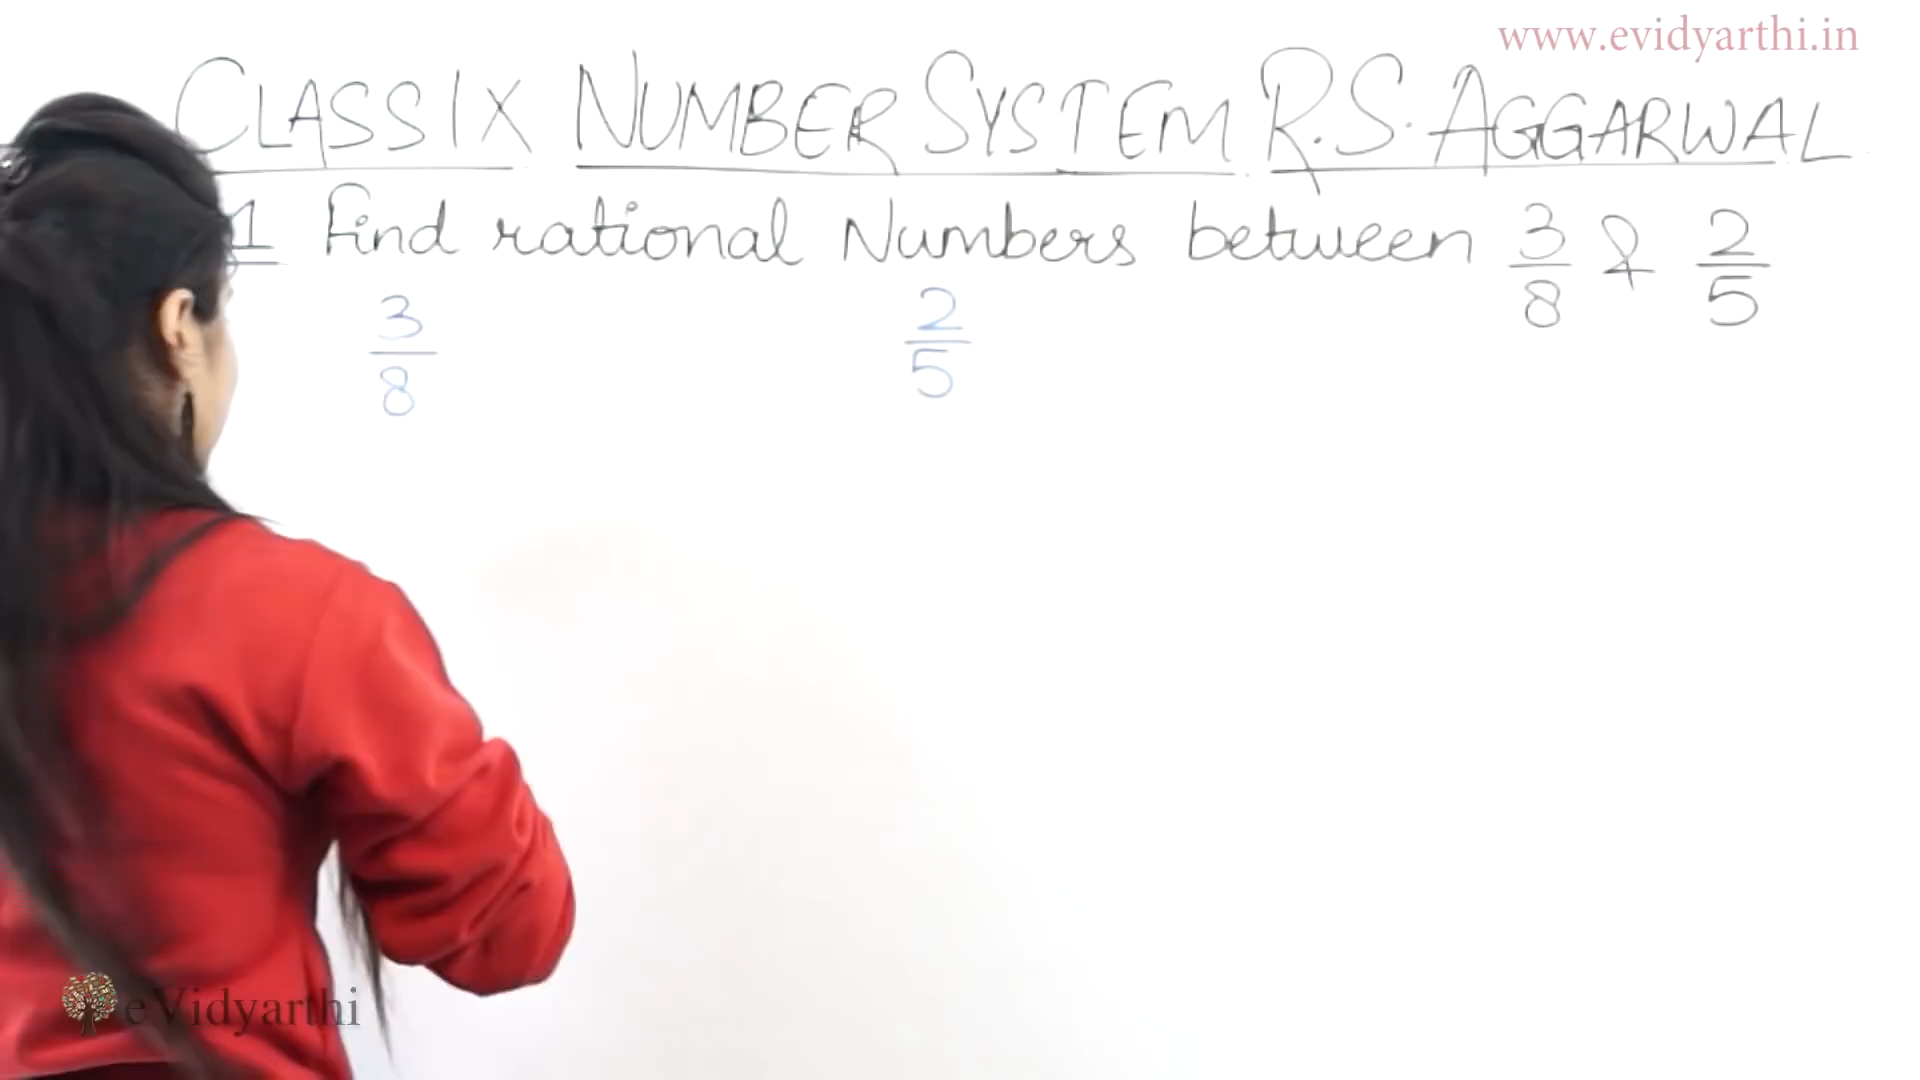 www.evidyarthi.in
CLASS IX NUMBER SYSTEM R.S. AGGARWAL
1 Find rational Numbers between 3/8 & 2/5
3/8 2/5
eVidyarthi